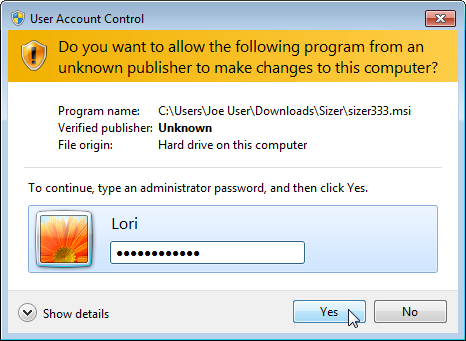 User Account Control
Do you want to allow the following program from an
unknown publisher to make changes to this computer?
Program name: C:\Users\Joe User\Downloads\Sizer\sizer333.msi
Verified publisher: Unknown
File origin: Hard drive on this computer
To continue, type an administrator password, and then click Yes.
Lori
●●●●●●●●●●●●
Show details Yes No